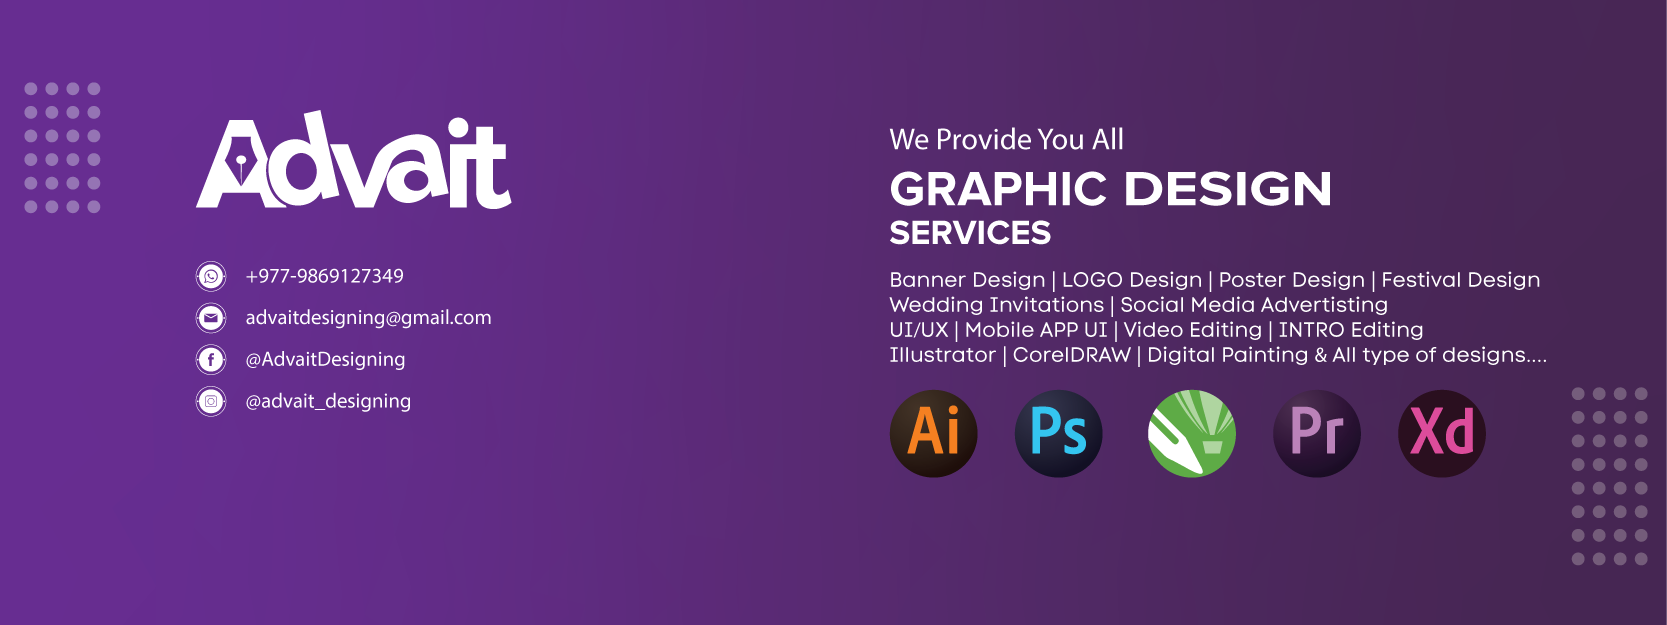 Advait
+977-9869127349
advaitdesigning@gmail.com
@AdvaitDesigning
@advait_designing
We Provide You All
GRAPHIC DESIGN
SERVICES
Banner Design | LOGO Design | Poster Design | Festival Design
Wedding Invitations | Social Media Advertisting
UI/UX | Mobile APP UI | Video Editing | INTRO Editing
Illustrator | CorelDRAW | Digital Painting & All type of designs....
Ai Ps Pr Xd